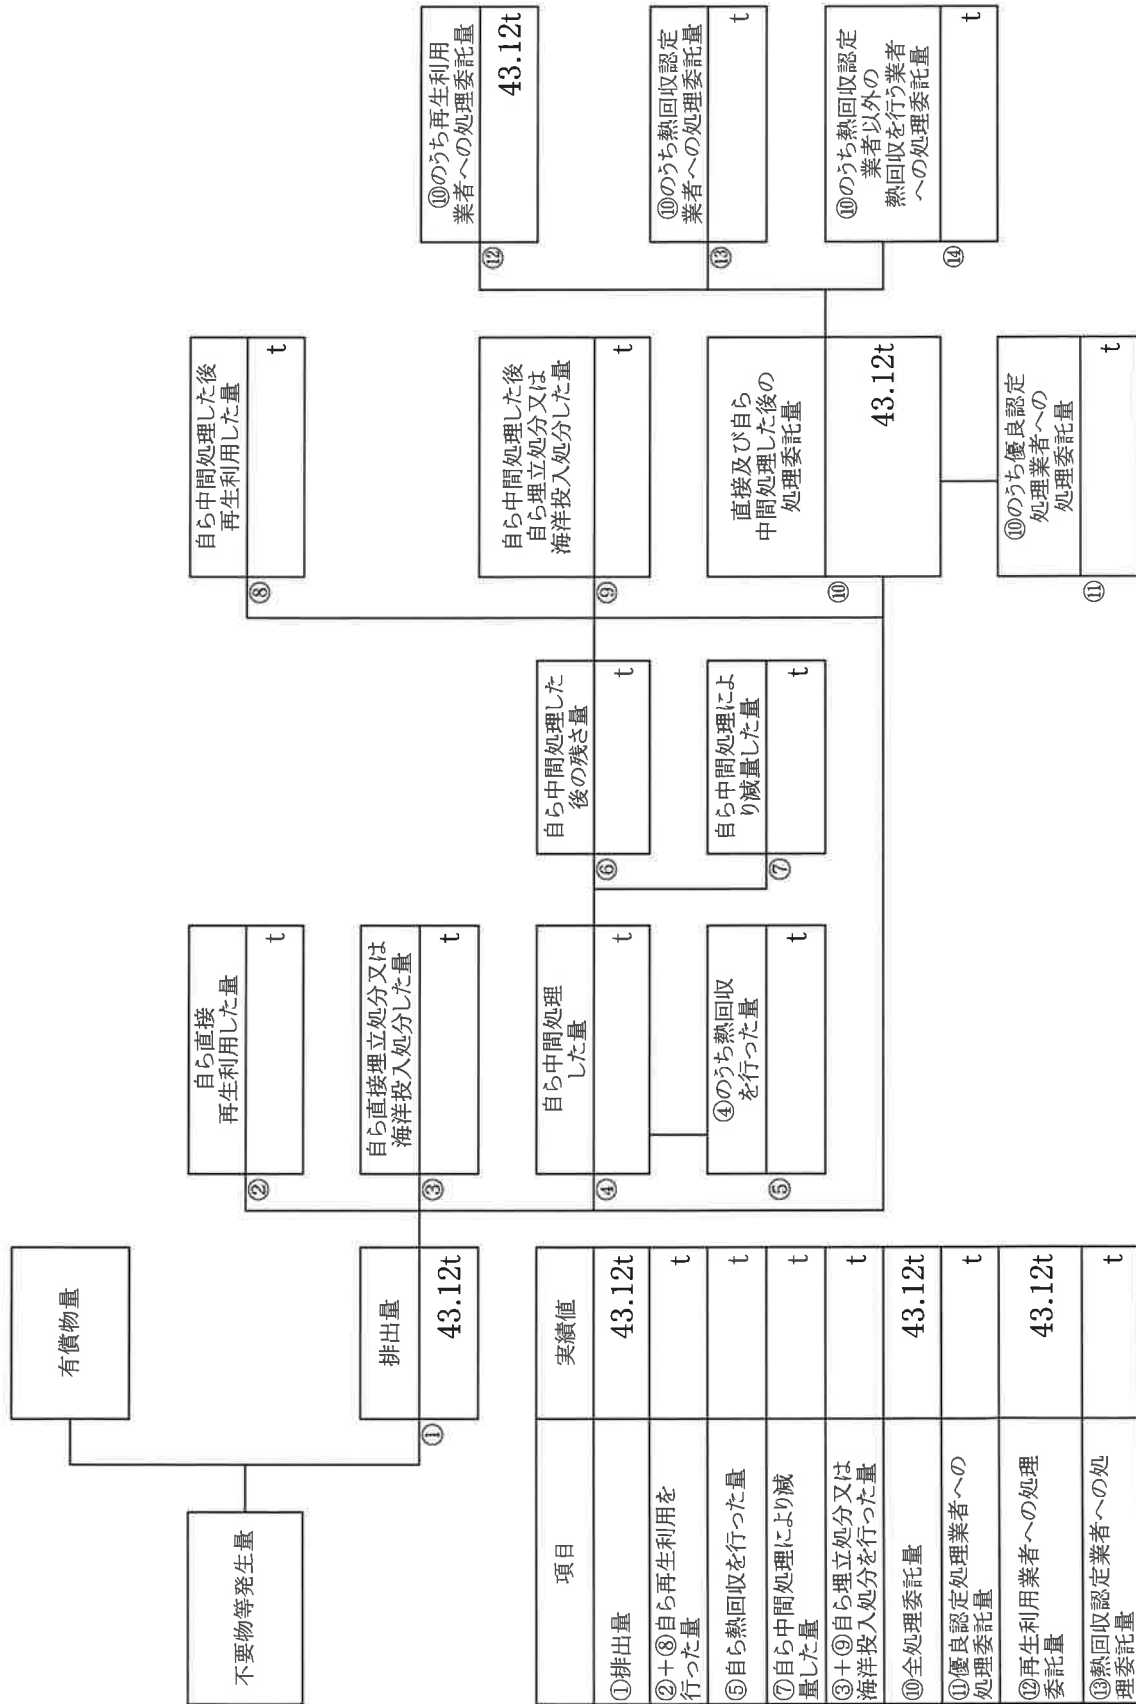 不要物等発生量
有償物量
①
排出量
43.12t
②
自ら直接
再生利用した量
t
③
自ら直接埋立処分又は
海洋投入処分した量
t
④
自ら中間処理
した量
t
⑤
④のうち熱回収
を行った量
t
⑥
自ら中間処理した
後の残さ量
t
⑦
自ら中間処理によ
り減量した量
t
⑧
自ら中間処理した後
再生利用した量
t
⑨
自ら中間処理した後
自ら埋立処分又は
海洋投入処分した量
t
⑩
直接及び自ら
中間処理した後の
処理委託量
43.12t
⑪
⑩のうち優良認定
処理業者への
処理委託量
t
⑫
⑩のうち再生利用
業者への処理委託量
43.12t
⑬
⑩のうち熱回収認定
業者への処理委託量
t
⑭
⑩のうち熱回収認定
業者以外の
熱回収を行う業者
への処理委託量
t
項目
実績値
①排出量
43.12t
②+⑧自ら再生利用を
行った量
t
⑤自ら熱回収を行った量
t
⑦自ら中間処理により減
量した量
t
③+⑨自ら埋立処分又は
海洋投入処分を行った量
t
⑩全処理委託量
43.12t
⑪優良認定処理業者への
処理委託量
t
⑫再生利用業者への処理
委託量
43.12t
⑬熱回収認定業者への処
理委託量
t